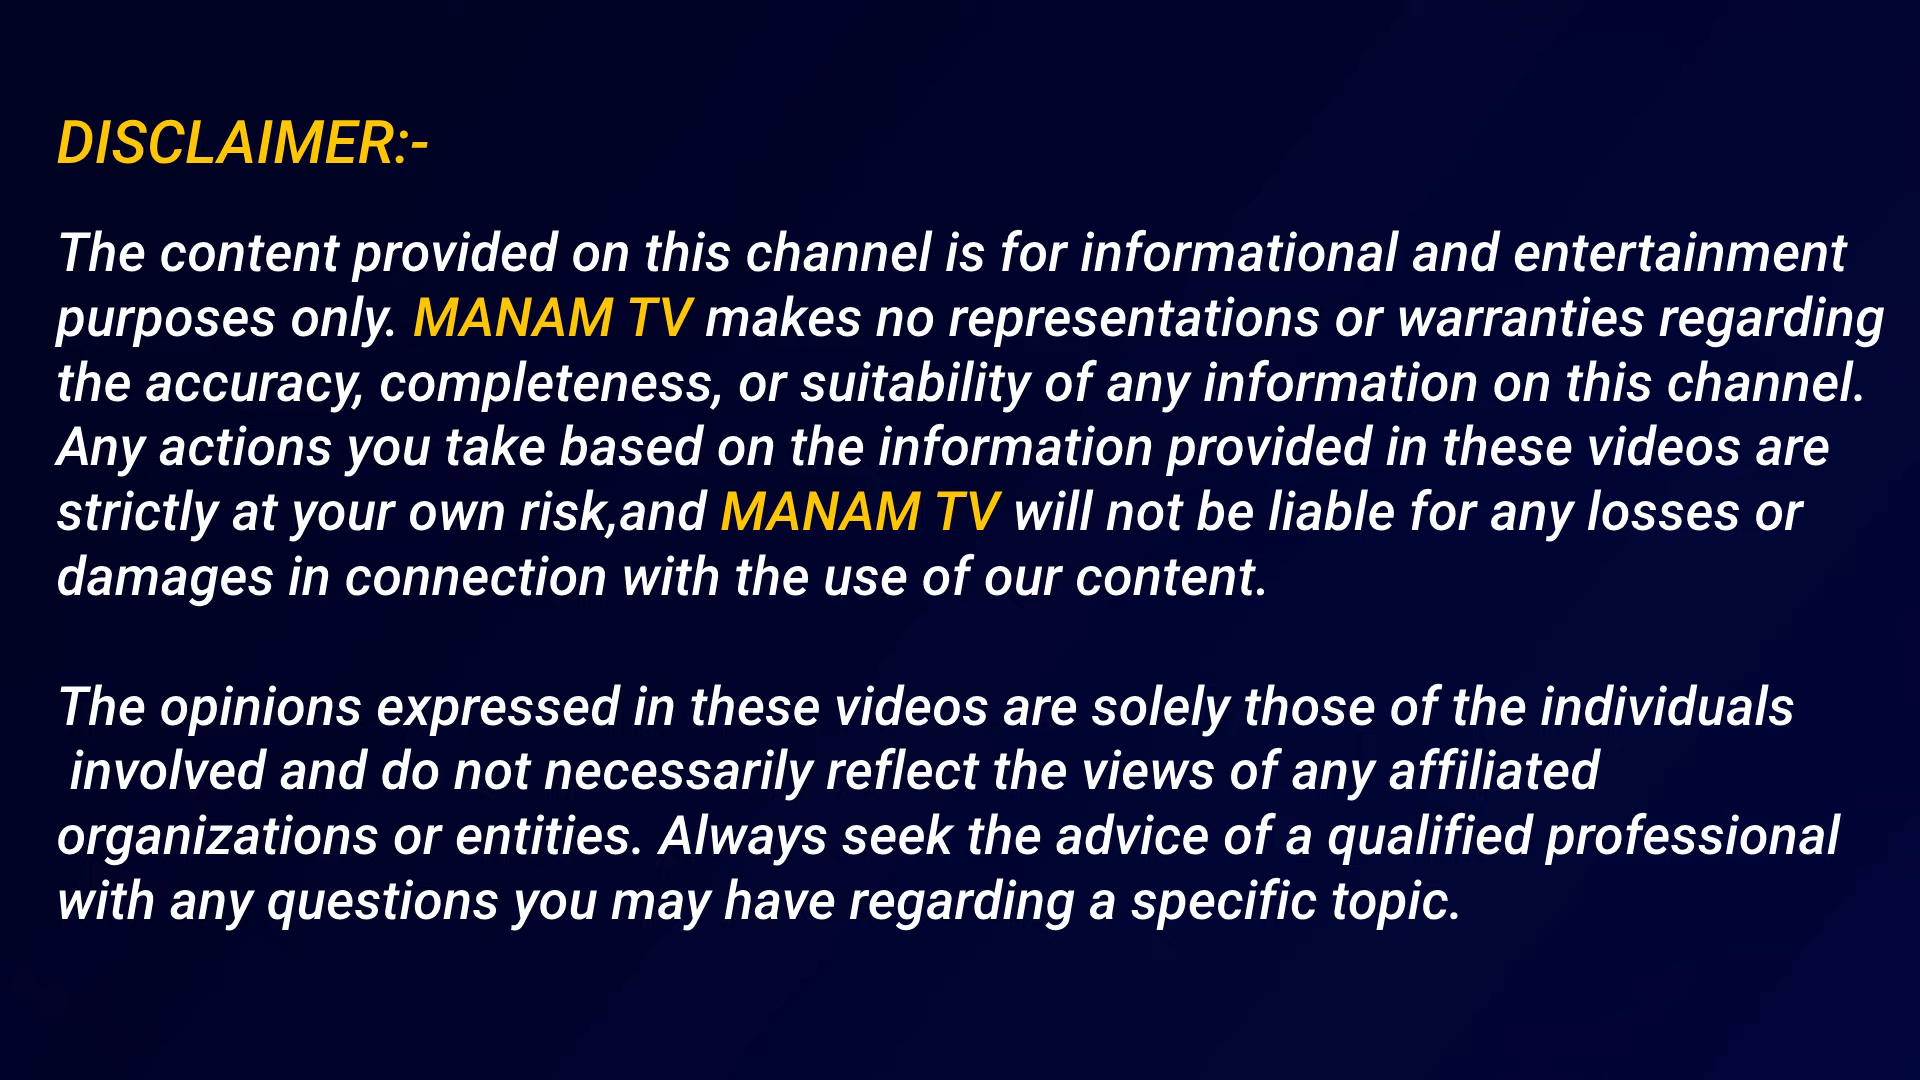 DISCLAIMER:-
The content provided on this channel is for informational and entertainment
purposes only. MANAM TV makes no representations or warranties regarding
the accuracy, completeness, or suitability of any information on this channel.
Any actions you take based on the information provided in these videos are
strictly at your own risk,and MANAM TV will not be liable for any losses or
damages in connection with the use of our content.
The opinions expressed in these videos are solely those of the individuals
involved and do not necessarily reflect the views of any affiliated
organizations or entities. Always seek the advice of a qualified professional
with any questions you may have regarding a specific topic.